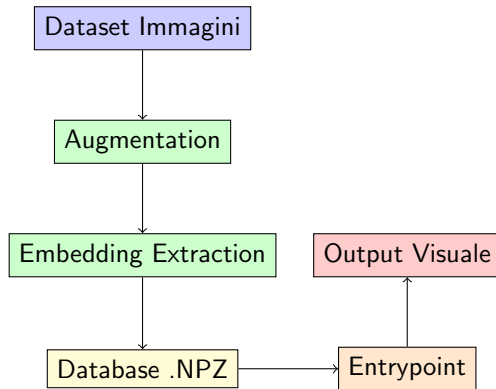 Dataset Immagini
Augmentation
Embedding Extraction
Output Visuale
Database .NPZ
Entrypoint